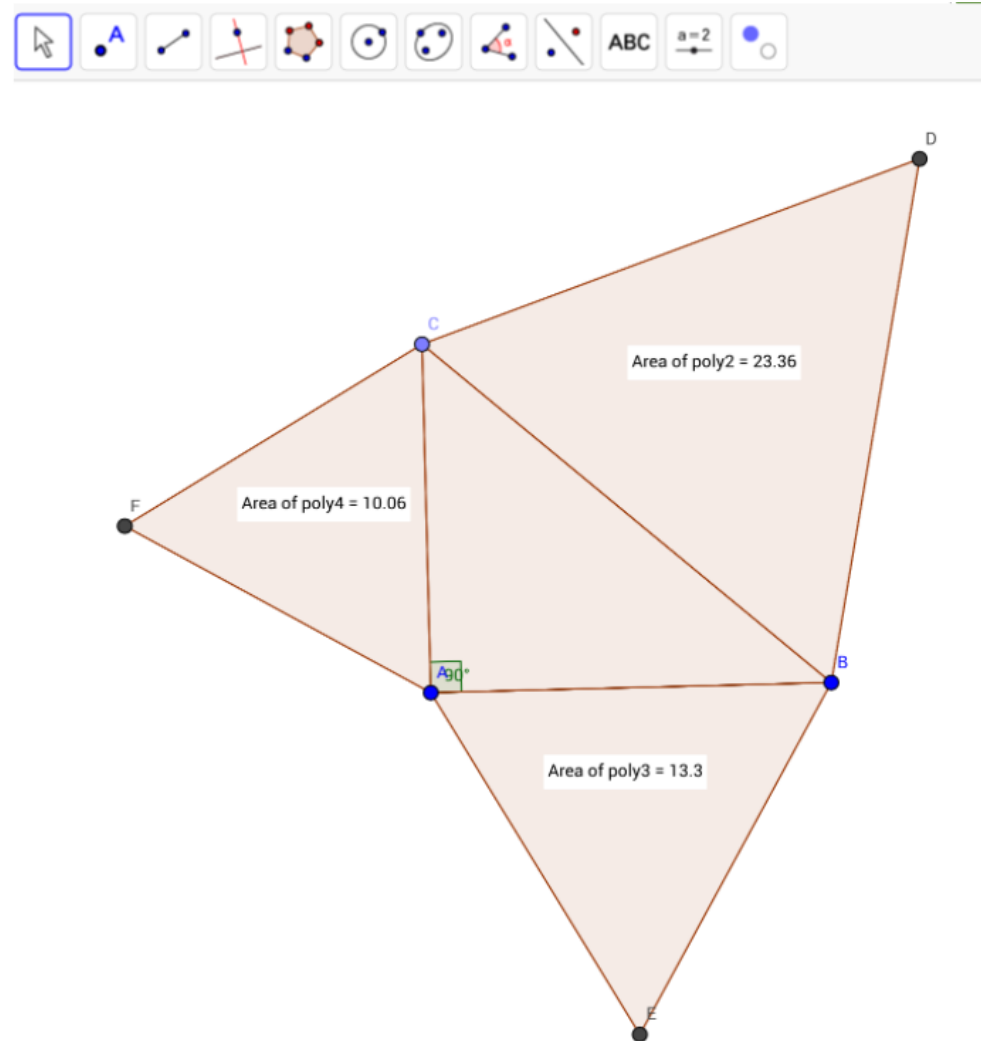 A
a
ABC
a=2
D
C
Area of poly2 = 23.36
F
Area of poly4 = 10.06
A
90°
B
Area of poly3 = 13.3
E